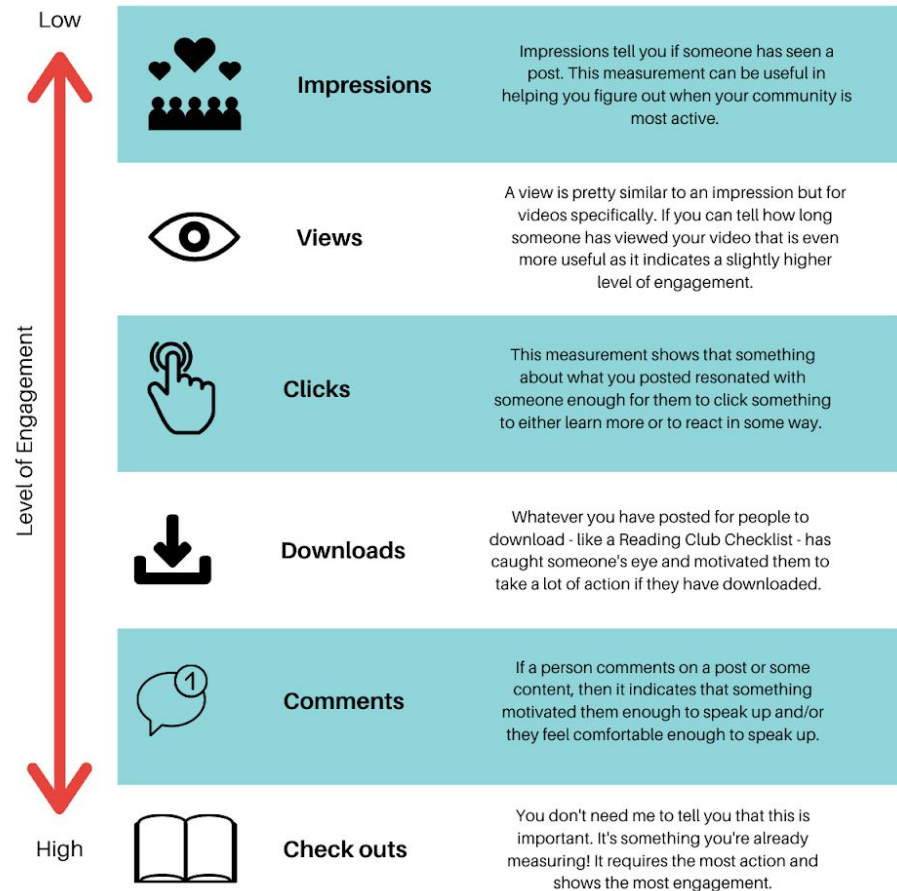 Low
Impressions
Impressions tell you if someone has seen a
post. This measurement can be useful in
helping you figure out when your community is
most active.
Views
A view is pretty similar to an impression but for
videos specifically. If you can tell how long
someone has viewed your video that is even
more useful as it indicates a slightly higher
level of engagement.
Level of Engagement
Clicks
This measurement shows that something
about what you posted resonated with
someone enough for them to click something
to either learn more or to react in some way.
Downloads
Whatever you have posted for people to
download - like a Reading Club Checklist - has
caught someone's eye and motivated them to
take a lot of action if they have downloaded.
1
Comments
If a person comments on a post or some
content, then it indicates that something
motivated them enough to speak up and/or
they feel comfortable enough to speak up.
High
Check outs
You don't need me to tell you that this is
important. It's something you're already
measuring! It requires the most action and
shows the most engagement.